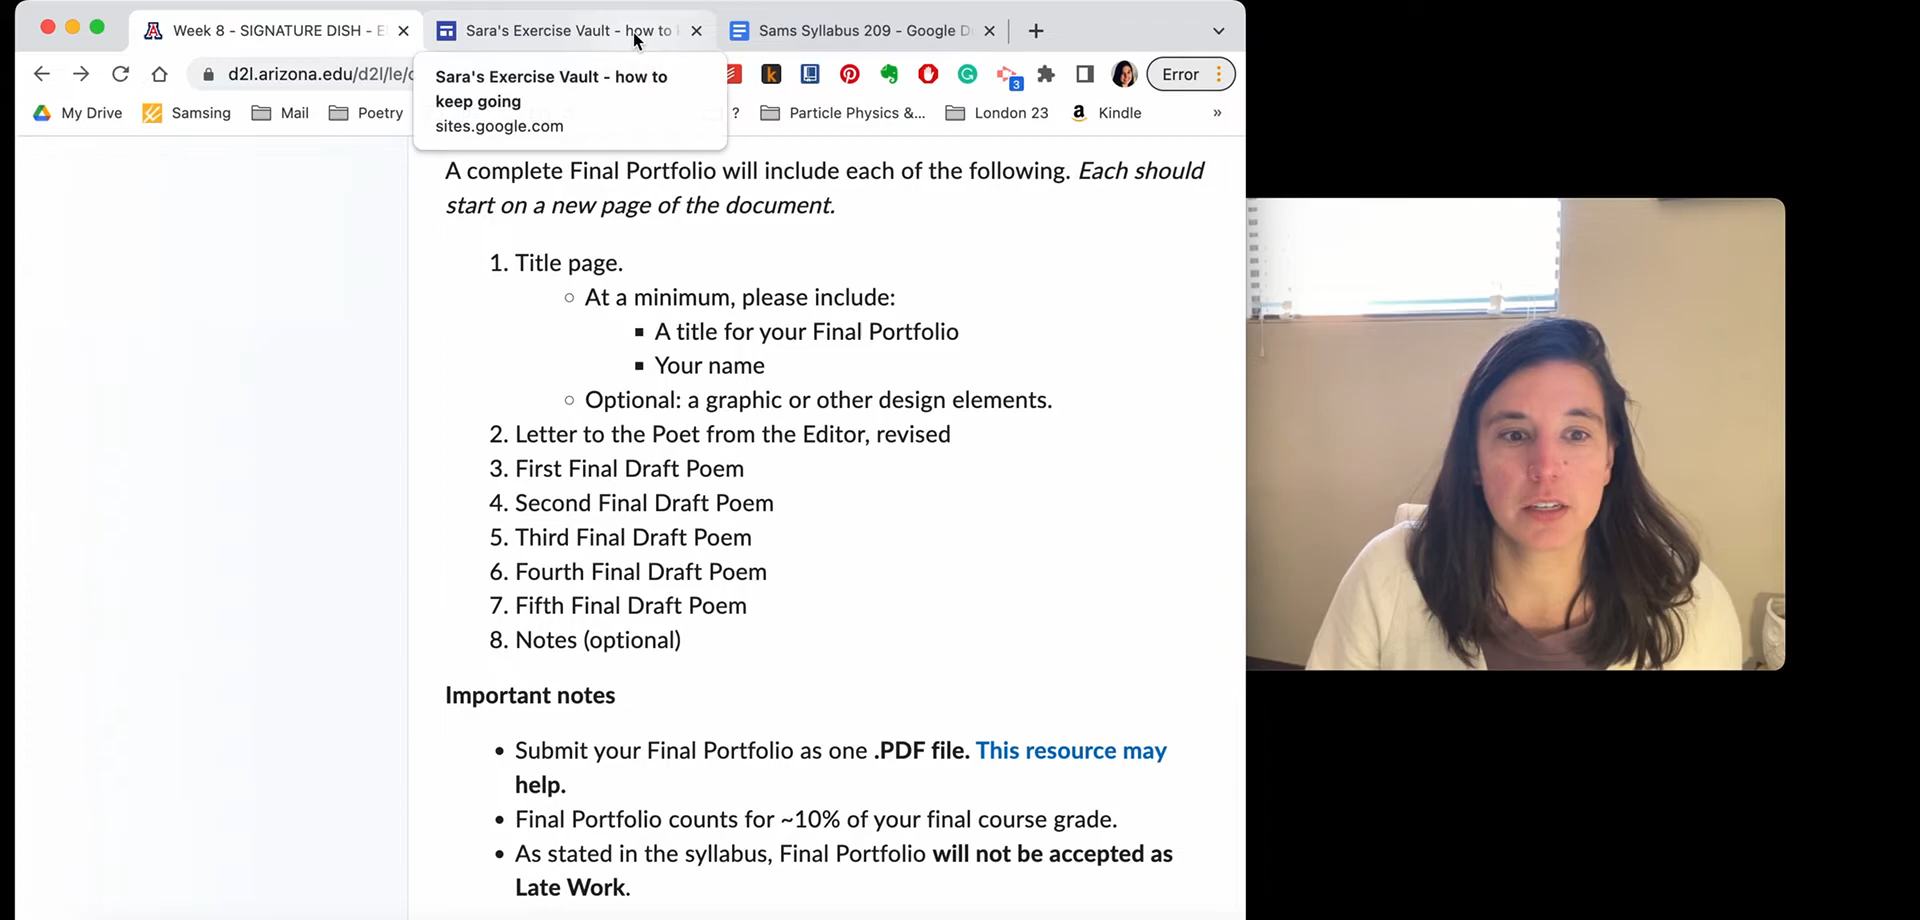 Week 8 - SIGNATURE DISH -
Sara's Exercise Vault - how to
Sams Syllabus 209 - Google D
d2l.arizona.edu/d2l/le/
Sara's Exercise Vault - how to
keep going
sites.google.com
3
Error
My Drive
Samsing
Mail
Poetry
?
Particle Physics &...
London 23
Kindle
»
A complete Final Portfolio will include each of the following. Each should
start on a new page of the document.
1. Title page.
At a minimum, please include:
A title for your Final Portfolio
Your name
Optional: a graphic or other design elements.
2. Letter to the Poet from the Editor, revised
3. First Final Draft Poem
4. Second Final Draft Poem
5. Third Final Draft Poem
6. Fourth Final Draft Poem
7. Fifth Final Draft Poem
8. Notes (optional)
Important notes
Submit your Final Portfolio as one .PDF file. This resource may
help.
Final Portfolio counts for ~10% of your final course grade.
As stated in the syllabus, Final Portfolio will not be accepted as
Late Work.